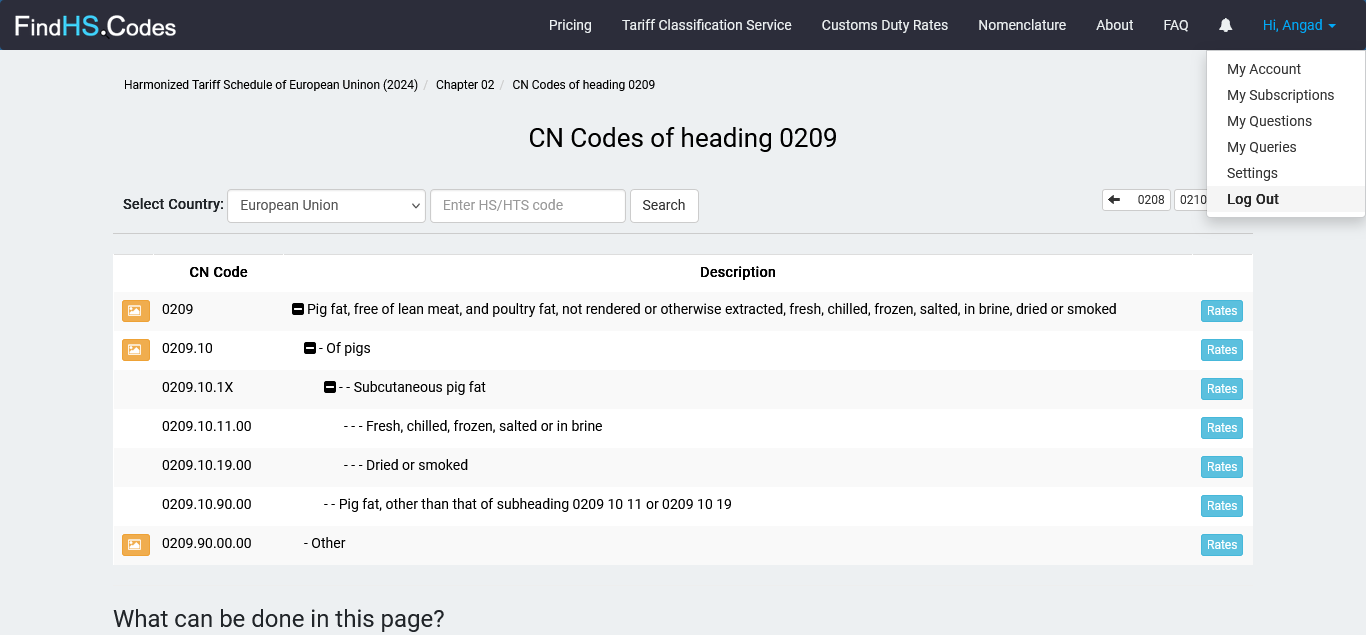 FindHS.Codes Pricing Tariff Classification Service Customs Duty Rates Nomenclature About FAQ Hi, Angad
My Account
My Subscriptions
My Questions
My Queries
Settings
Log Out
Harmonized Tariff Schedule of European Uninon (2024) / Chapter 02 / CN Codes of heading 0209
CN Codes of heading 0209
Select Country: European Union Enter HS/HTS code Search 0208 0210
CN Code Description
0209 Pig fat, free of lean meat, and poultry fat, not rendered or otherwise extracted, fresh, chilled, frozen, salted, in brine, dried or smoked Rates
0209.10 - Of pigs Rates
0209.10.1X - - Subcutaneous pig fat Rates
0209.10.11.00 - - - Fresh, chilled, frozen, salted or in brine Rates
0209.10.19.00 - - - Dried or smoked Rates
0209.10.90.00 - - Pig fat, other than that of subheading 0209 10 11 or 0209 10 19 Rates
0209.90.00.00 - Other Rates
What can be done in this page?